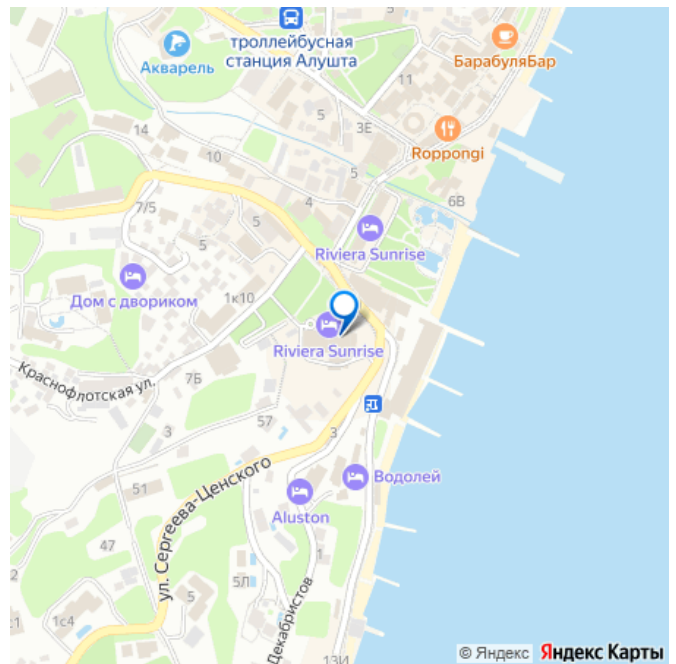 троллейбусная
станция Алушта
Акварель
БарабуляБар
11
5
3Е
14
Roppongi
10
5
7/5
4
6В
5
5
Riviera Sunrise
Дом с двориком
1к10
Riviera Sunrise
Краснофлотская ул.
7Б
57
3
3
Водолей
ул. Сергеева-Ценского
51
Aluston
47
1
2
5Л
1с4
Декабристов
13И
© Яндекс Яндекс Карты